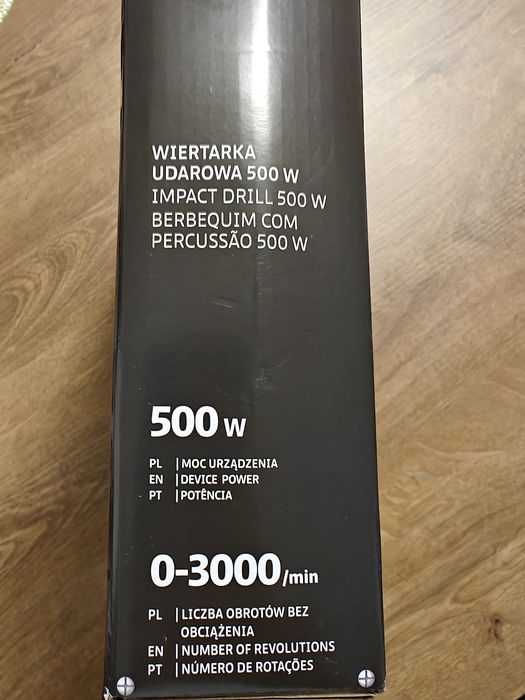 WIERTARKA
UDAROWA 500 W
IMPACT DRILL 500 W
BERBEQUIM COM
PERCUSSÃO 500 W
500 W
PL | MOC URZĄDZENIA
EN | DEVICE POWER
PT | POTÊNCIA
0-3000/min
PL | LICZBA OBROTÓW BEZ
OBCIĄŻENIA
EN | NUMBER OF REVOLUTIONS
PT | NÚMERO DE ROTAÇÕES